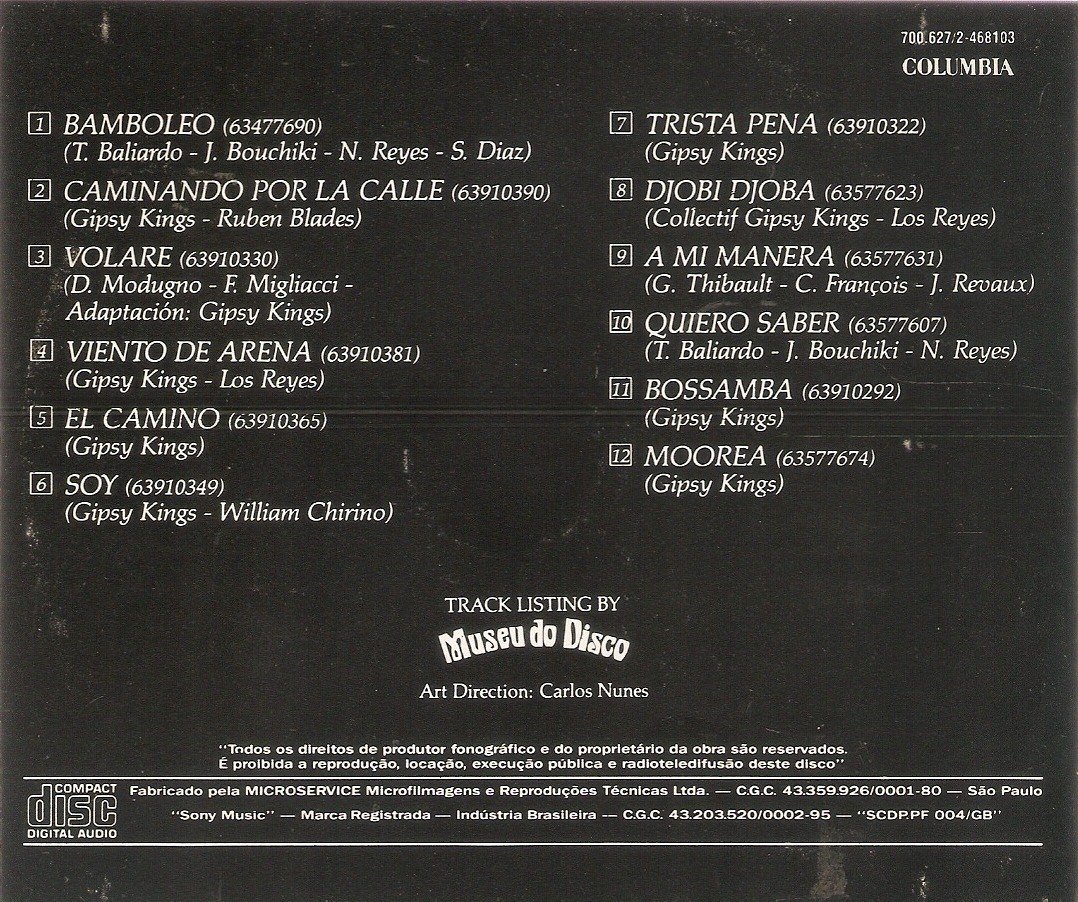 700.627/2-468103
COLUMBIA
1 BAMBOLEO (63477690)
(T. Baliardo - J. Bouchiki - N. Reyes - S. Diaz)
2 CAMINANDO POR LA CALLE (63910390)
(Gipsy Kings - Ruben Blades)
3 VOLARE (63910330)
(D. Modugno - F. Migliacci -
Adaptación: Gipsy Kings)
4 VIENTO DE ARENA (63910381)
(Gipsy Kings - Los Reyes)
5 EL CAMINO (63910365)
(Gipsy Kings)
6 SOY (63910349)
(Gipsy Kings - William Chirino)
7 TRISTA PENA (63910322)
(Gipsy Kings)
8 DJOBI DJOBA (63577623)
(Collectif Gipsy Kings - Los Reyes)
9 A MI MANERA (63577631)
(G. Thibault - C. François - J. Revaux)
10 QUIERO SABER (63577607)
(T. Baliardo - J. Bouchiki - N. Reyes)
11 BOSSAMBA (63910292)
(Gipsy Kings)
12 MOOREA (63577674)
(Gipsy Kings)
TRACK LISTING BY
Museu do Disco
Art Direction: Carlos Nunes
"Todos os direitos de produtor fonográfico e do proprietário da obra são reservados.
É proibida a reprodução, locação, execução pública e radioteledifusão deste disco"
COMPACT
disc
DIGITAL AUDIO
Fabricado pela MICROSERVICE Microfilmagens e Reproduções Técnicas Ltda. — C.G.C. 43.359.926/0001-80 — São Paulo
"Sony Music" — Marca Registrada — Indústria Brasileira — C.G.C. 43.203.520/0002-95 — "SCDP.PF 004/GB"